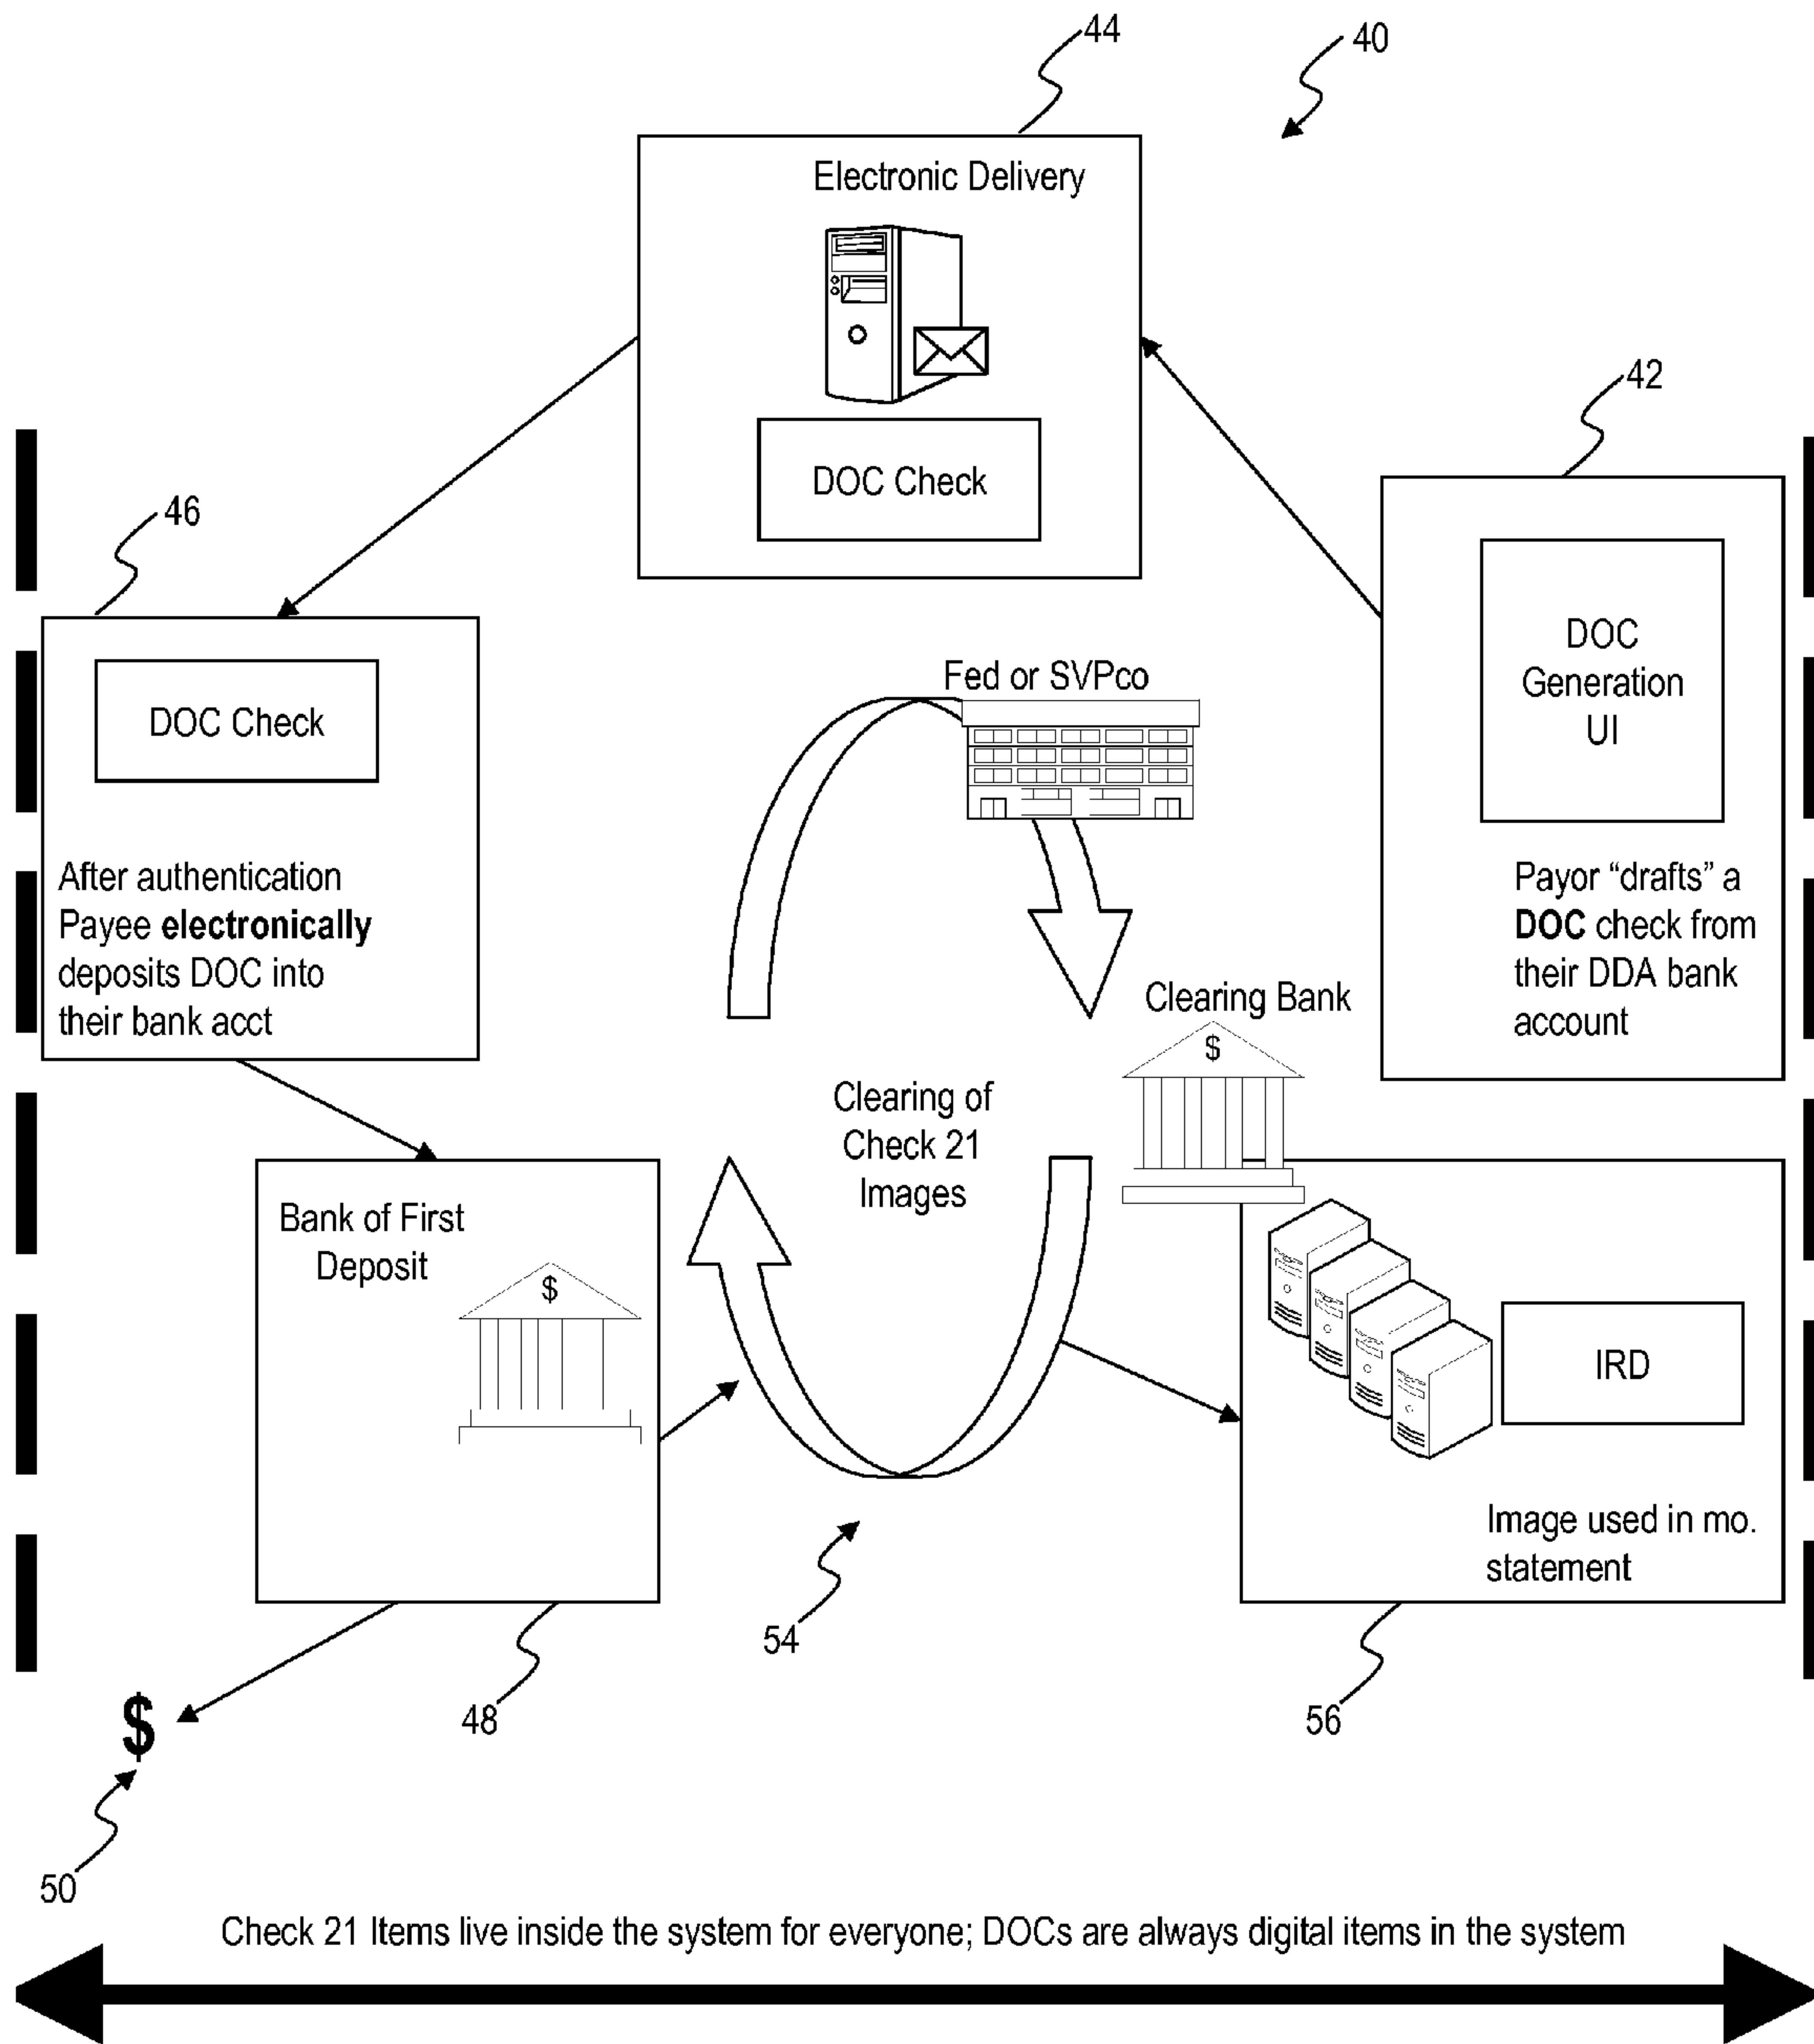 44
40
Electronic Delivery
DOC Check
42
46
DOC
Generation
UI
DOC Check
Fed or SVPco
After authentication
Payee electronically
deposits DOC into
their bank acct
Payor “drafts” a
DOC check from
their DDA bank
account
Clearing Bank
$
Clearing of
Check 21
Images
Bank of First
Deposit
$
IRD
Image used in mo.
statement
54
48
56
$
50
Check 21 Items live inside the system for everyone; DOCs are always digital items in the system